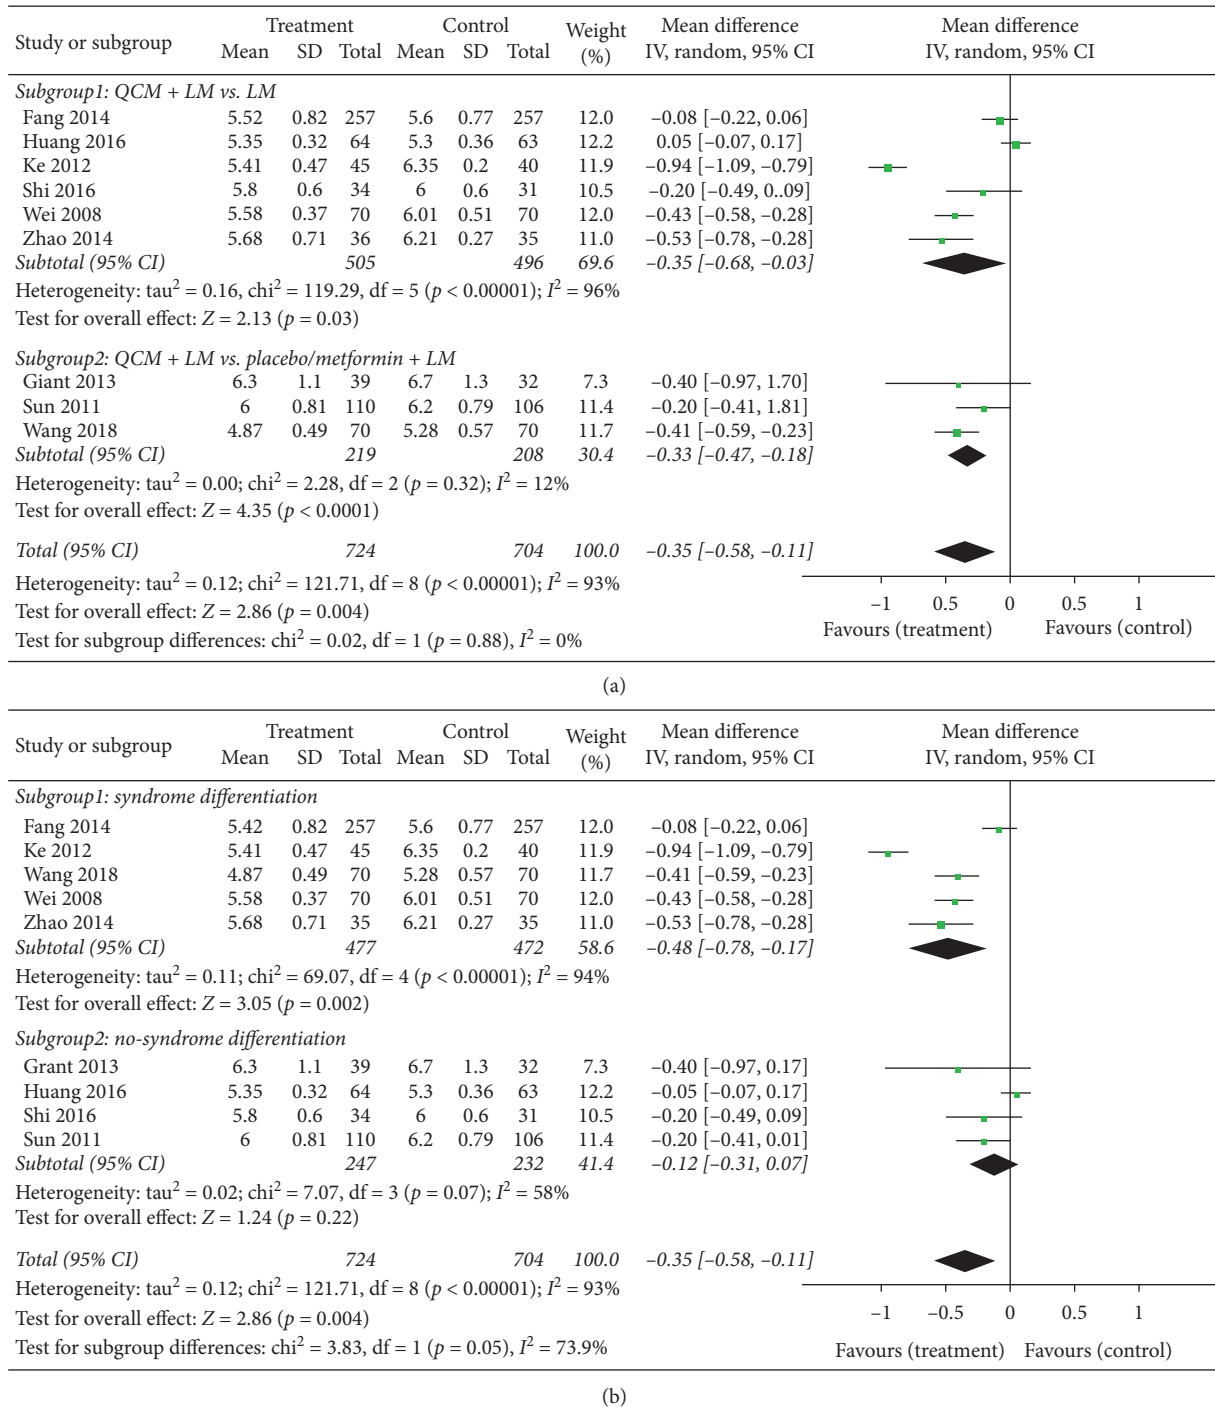 Study or subgroup Treatment Control Weight (%) Mean difference IV, random, 95% CI Mean difference IV, random, 95% CI
Mean SD Total Mean SD Total
Subgroup1: QCM + LM vs. LM
Fang 2014 5.52 0.82 257 5.6 0.77 257 12.0 −0.08 [−0.22, 0.06]
Huang 2016 5.35 0.32 64 5.3 0.36 63 12.2 0.05 [−0.07, 0.17]
Ke 2012 5.41 0.47 45 6.35 0.2 40 11.9 −0.94 [−1.09, −0.79]
Shi 2016 5.8 0.6 34 6 0.6 31 10.5 −0.20 [−0.49, 0..09]
Wei 2008 5.58 0.37 70 6.01 0.51 70 12.0 −0.43 [−0.58, −0.28]
Zhao 2014 5.68 0.71 36 6.21 0.27 35 11.0 −0.53 [−0.78, −0.28]
Subtotal (95% CI) 505 496 69.6 −0.35 [−0.68, −0.03]
Heterogeneity: tau² = 0.16, chi² = 119.29, df = 5 (p < 0.00001); I² = 96%
Test for overall effect: Z = 2.13 (p = 0.03)
Subgroup2: QCM + LM vs. placebo/metformin + LM
Giant 2013 6.3 1.1 39 6.7 1.3 32 7.3 −0.40 [−0.97, 1.70]
Sun 2011 6 0.81 110 6.2 0.79 106 11.4 −0.20 [−0.41, 1.81]
Wang 2018 4.87 0.49 70 5.28 0.57 70 11.7 −0.41 [−0.59, −0.23]
Subtotal (95% CI) 219 208 30.4 −0.33 [−0.47, −0.18]
Heterogeneity: tau² = 0.00; chi² = 2.28, df = 2 (p = 0.32); I² = 12%
Test for overall effect: Z = 4.35 (p < 0.0001)
Total (95% CI) 724 704 100.0 −0.35 [−0.58, −0.11]
Heterogeneity: tau² = 0.12; chi² = 121.71, df = 8 (p < 0.00001); I² = 93%
Test for overall effect: Z = 2.86 (p = 0.004)
Test for subgroup differences: chi² = 0.02, df = 1 (p = 0.88), I² = 0%
−1 0.5 0 0.5 1
Favours (treatment) Favours (control)
(a)
Study or subgroup Treatment Control Weight (%) Mean difference IV, random, 95% CI Mean difference IV, random, 95% CI
Mean SD Total Mean SD Total
Subgroup1: syndrome differentiation
Fang 2014 5.42 0.82 257 5.6 0.77 257 12.0 −0.08 [−0.22, 0.06]
Ke 2012 5.41 0.47 45 6.35 0.2 40 11.9 −0.94 [−1.09, −0.79]
Wang 2018 4.87 0.49 70 5.28 0.57 70 11.7 −0.41 [−0.59, −0.23]
Wei 2008 5.58 0.37 70 6.01 0.51 70 12.0 −0.43 [−0.58, −0.28]
Zhao 2014 5.68 0.71 35 6.21 0.27 35 11.0 −0.53 [−0.78, −0.28]
Subtotal (95% CI) 477 472 58.6 −0.48 [−0.78, −0.17]
Heterogeneity: tau² = 0.11; chi² = 69.07, df = 4 (p < 0.00001); I² = 94%
Test for overall effect: Z = 3.05 (p = 0.002)
Subgroup2: no-syndrome differentiation
Grant 2013 6.3 1.1 39 6.7 1.3 32 7.3 −0.40 [−0.97, 0.17]
Huang 2016 5.35 0.32 64 5.3 0.36 63 12.2 −0.05 [−0.07, 0.17]
Shi 2016 5.8 0.6 34 6 0.6 31 10.5 −0.20 [−0.49, 0.09]
Sun 2011 6 0.81 110 6.2 0.79 106 11.4 −0.20 [−0.41, 0.01]
Subtotal (95% CI) 247 232 41.4 −0.12 [−0.31, 0.07]
Heterogeneity: tau² = 0.02; chi² = 7.07, df = 3 (p = 0.07); I² = 58%
Test for overall effect: Z = 1.24 (p = 0.22)
Total (95% CI) 724 704 100.0 −0.35 [−0.58, −0.11]
Heterogeneity: tau² = 0.12; chi² = 121.71, df = 8 (p < 0.00001); I² = 93%
Test for overall effect: Z = 2.86 (p = 0.004)
Test for subgroup differences: chi² = 3.83, df = 1 (p = 0.05), I² = 73.9%
−1 −0.5 0 0.5 1
Favours (treatment) Favours (control)
(b)